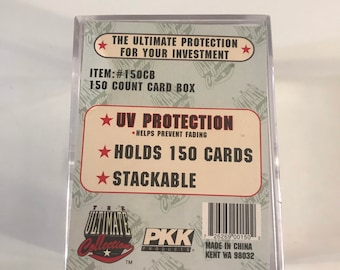 THE ULTIMATE PROTECTION
FOR YOUR INVESTMENT
ITEM:#150CB
150 COUNT CARD BOX
UV PROTECTION
•HELPS PREVENT FADING
HOLDS 150 CARDS
STACKABLE
THE
ULTIMATE
Collection
TM
PKK
MADE IN CHINA
KENT WA 98032